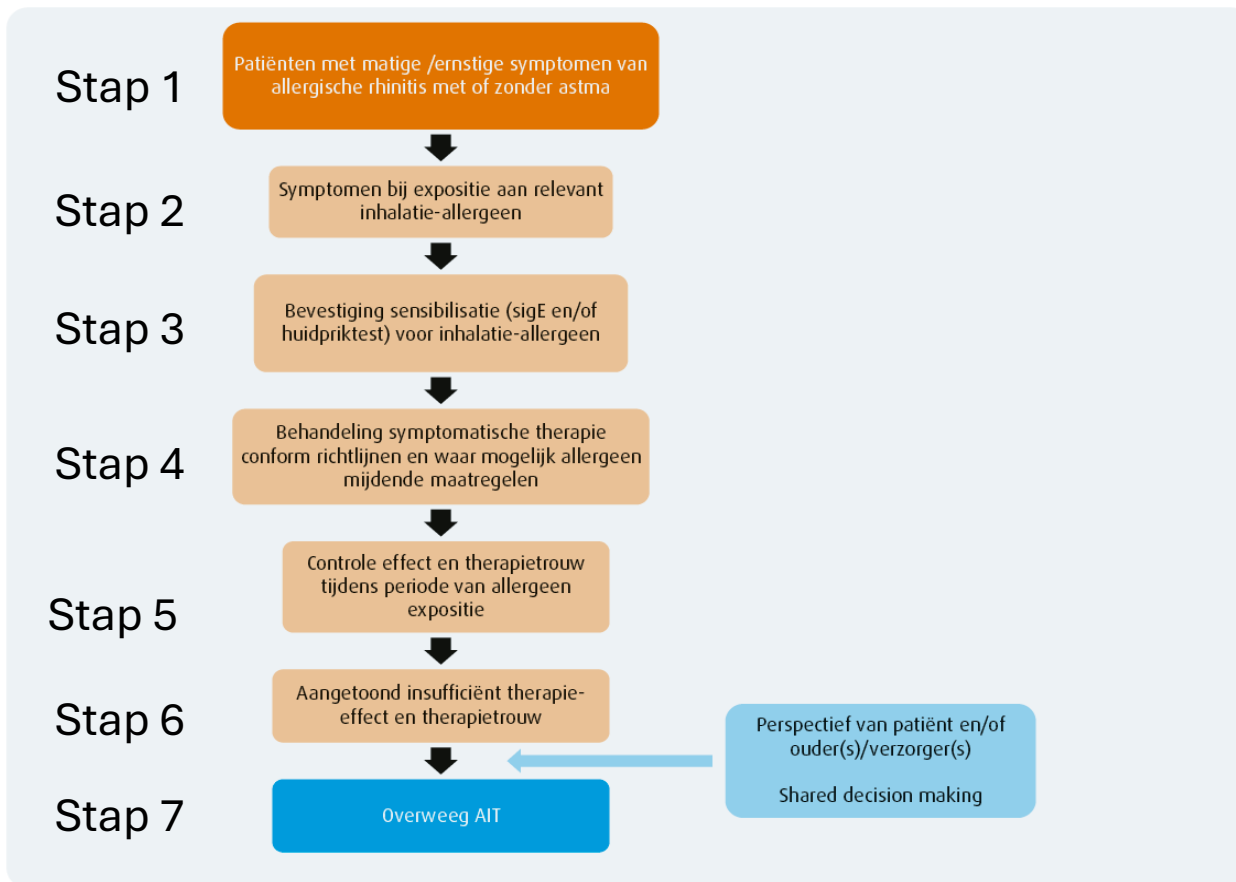 Stap 1
Patiënten met matige /ernstige symptomen van
allergische rhinitis met of zonder astma
Stap 2
Symptomen bij expositie aan relevant
inhalatie-allergeen
Stap 3
Bevestiging sensibilisatie (sigE en/of
huidpriktest) voor inhalatie-allergeen
Stap 4
Behandeling symptomatische therapie
conform richtlijnen en waar mogelijk allergeen
mijdende maatregelen
Stap 5
Controle effect en therapietrouw
tijdens periode van allergeen
expositie
Stap 6
Aangetoond insufficiënt therapie-
effect en therapietrouw
Perspectief van patiënt en/of
ouder(s)/verzorger(s)
Shared decision making
Stap 7
Overweeg AIT